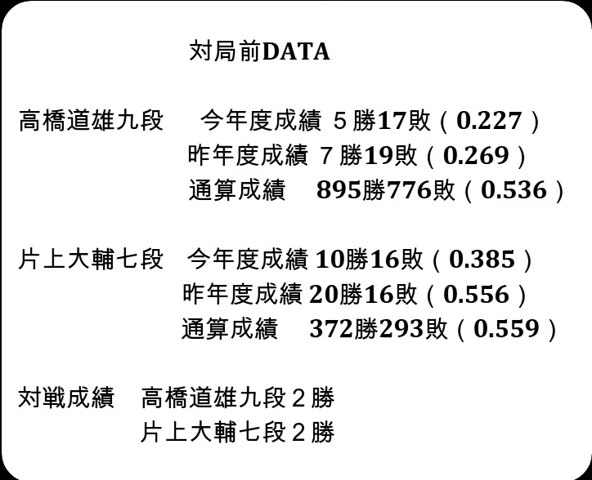 対局前DATA
高橋道雄九段 今年度成績 5勝17敗(0.227)
昨年度成績 7勝19敗(0.269)
通算成績 895勝776敗(0.536)
片上大輔七段 今年度成績 10勝16敗(0.385)
昨年度成績 20勝16敗(0.556)
通算成績 372勝293敗(0.559)
対戦成績 高橋道雄九段2勝
片上大輔七段2勝